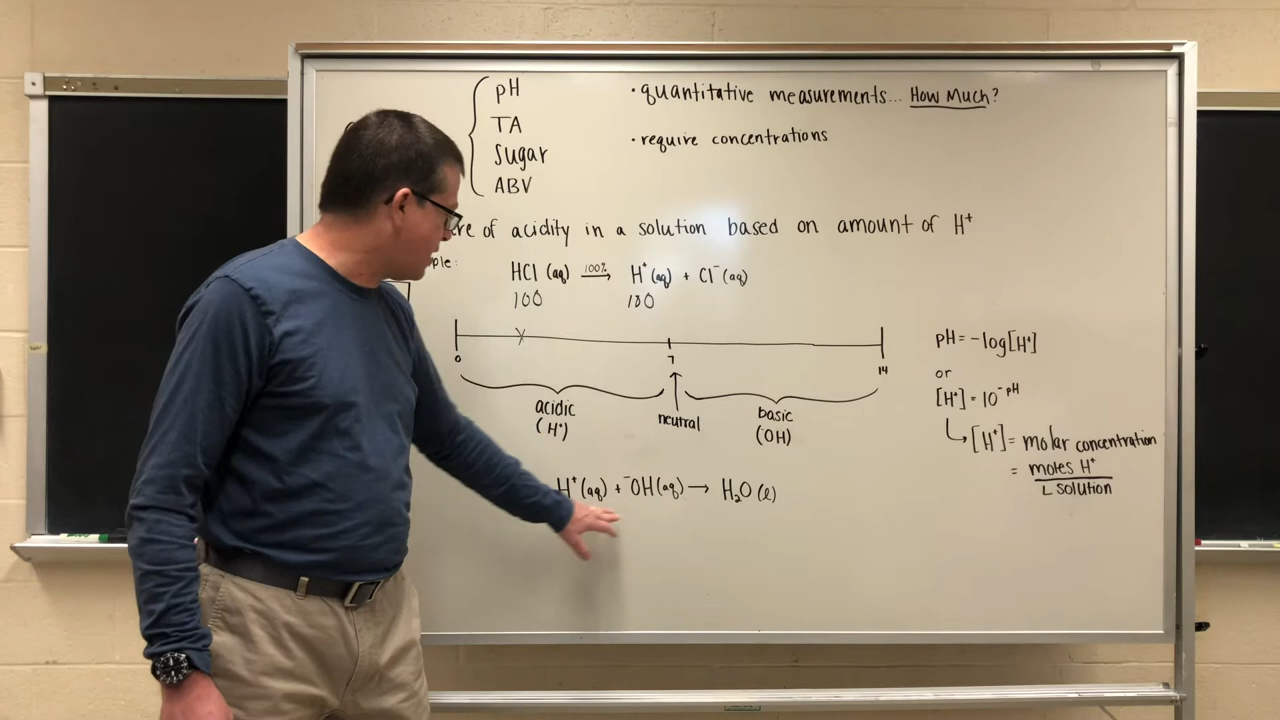 pH
TA
Sugar
ABV
· quantitative measurements... How Much?
· require concentrations
re of acidity in a solution based on amount of H⁺
ple:
HCl (aq) 100% → H⁺(aq) + Cl⁻(aq)
100 100
0 7 14
acidic
(H⁺)
neutral
basic
(OH)
H⁺(aq) + ⁻OH(aq) → H₂O(l)
pH = -log[H⁺]
or
[H⁺] = 10^-pH
↳ [H⁺] = molar concentration
= moles H⁺
L solution